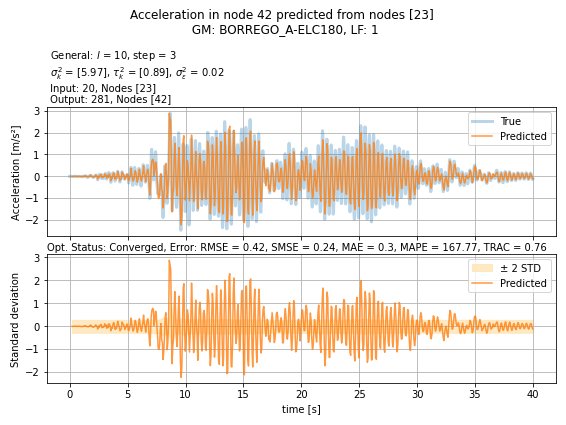 Acceleration in node 42 predicted from nodes [23]
GM: BORREGO_A-ELC180, LF: 1
General: l = 10, step = 3
σ²ₖ = [5.97], τ²ₖ = [0.89], σ²ε = 0.02
Input: 20, Nodes [23]
Output: 281, Nodes [42]
Acceleration [m/s²]
3
2
1
0
−1
−2
True
Predicted
Opt. Status: Converged, Error: RMSE = 0.42, SMSE = 0.24, MAE = 0.3, MAPE = 167.77, TRAC = 0.76
Standard deviation
3
2
1
0
−1
−2
± 2 STD
Predicted
0 5 10 15 20 25 30 35 40
time [s]